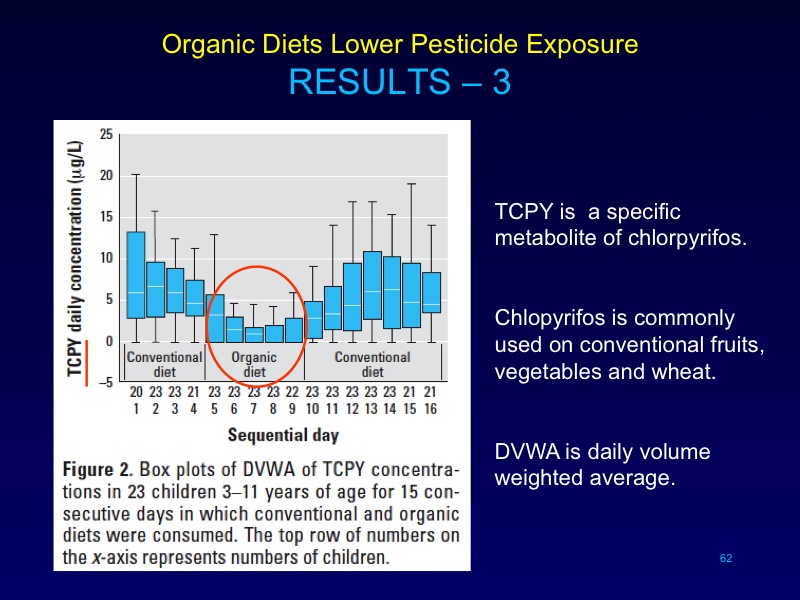 Organic Diets Lower Pesticide Exposure
RESULTS – 3
TCPY daily concentration (µg/L)
25
20
15
10
5
0
–5
Conventional
diet
Organic
diet
Conventional
diet
20 23 23 21 23 23 23 23 22 23 23 23 23 23 21 21
1 2 3 4 5 6 7 8 9 10 11 12 13 14 15 16
Sequential day
Figure 2. Box plots of DVWA of TCPY concentra-
tions in 23 children 3–11 years of age for 15 con-
secutive days in which conventional and organic
diets were consumed. The top row of numbers on
the x-axis represents numbers of children.
TCPY is  a specific
metabolite of chlorpyrifos.
Chlopyrifos is commonly
used on conventional fruits,
vegetables and wheat.
DVWA is daily volume
weighted average.
62